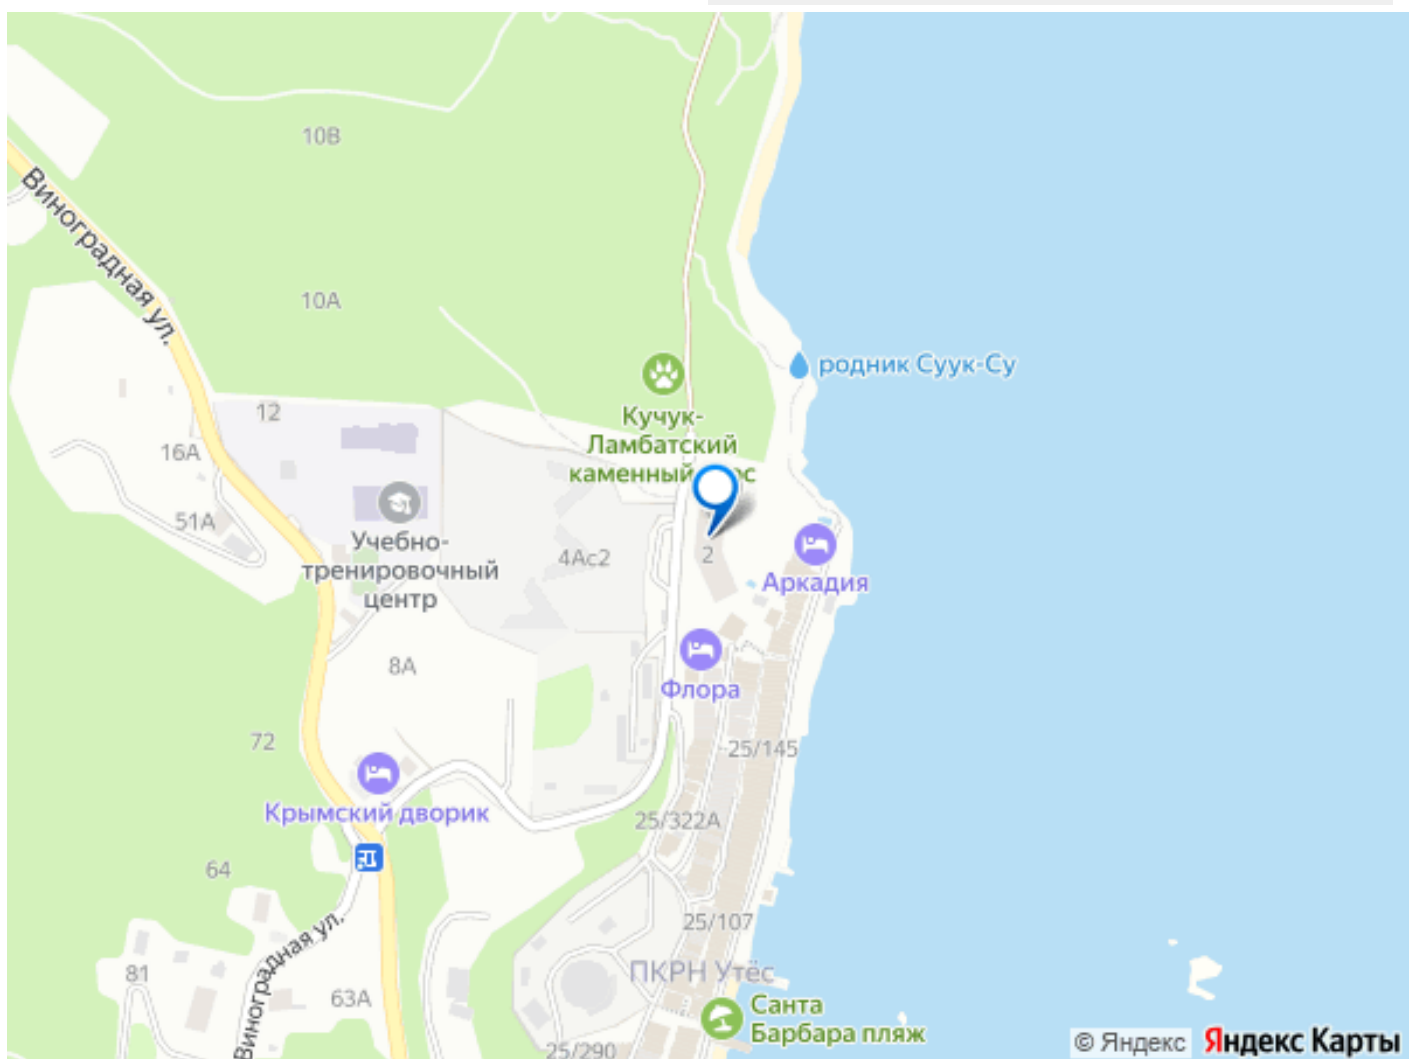 10В
Виноградная ул.
10А
родник Суук-Су
Кучук-
Ламбатский
каменный
12
16А
51А
Учебно-
тренировочный
центр
4Ас2
2
Аркадия
8А
Флора
72
25/145
Крымский дворик
25/322А
64
25/107
Виноградная ул.
81
ПКРН Утёс
63А
Санта
Барбара пляж
25/290
© Яндекс Яндекс Карты